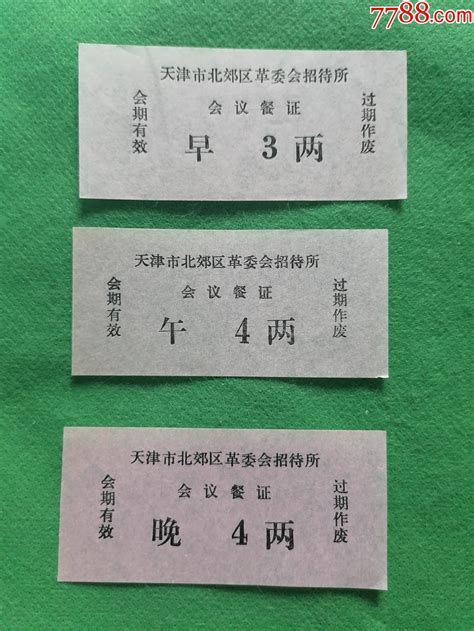 7788.com
天津市北郊区革委会招待所
会议餐证
会期有效
早 3两
过期作废
天津市北郊区革委会招待所
会议餐证
会期有效
午 4两
过期作废
天津市北郊区革委会招待所
会议餐证
会期有效
晚 4两
过期作废